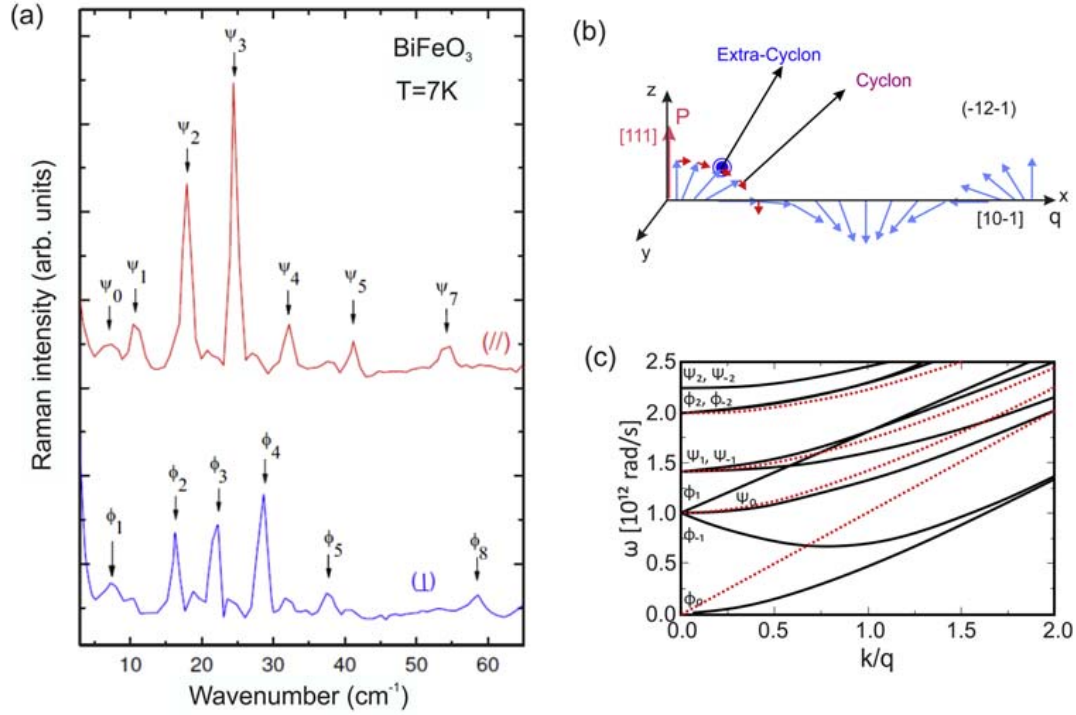 (a)
BiFeO₃
T=7K
Ψ₀
Ψ₁
Ψ₂
Ψ₃
Ψ₄
Ψ₅
Ψ₇
(//)
ϕ₁
ϕ₂
ϕ₃
ϕ₄
ϕ₅
ϕ₈
(⊥)
Raman intensity (arb. units)
10 20 30 40 50 60
Wavenumber (cm⁻¹)
(b)
Extra-Cyclon
Cyclon
z
P
[111]
(-12-1)
x
[10-1]
q
y
(c)
2.5
2.0
1.5
1.0
0.5
0.0
ω [10¹² rad/s]
Ψ₂, Ψ₋₂
ϕ₂, ϕ₋₂
Ψ₁, Ψ₋₁
ϕ₁
Ψ₀
ϕ₋₁
ϕ₀
0.0 0.5 1.0 1.5 2.0
k/q